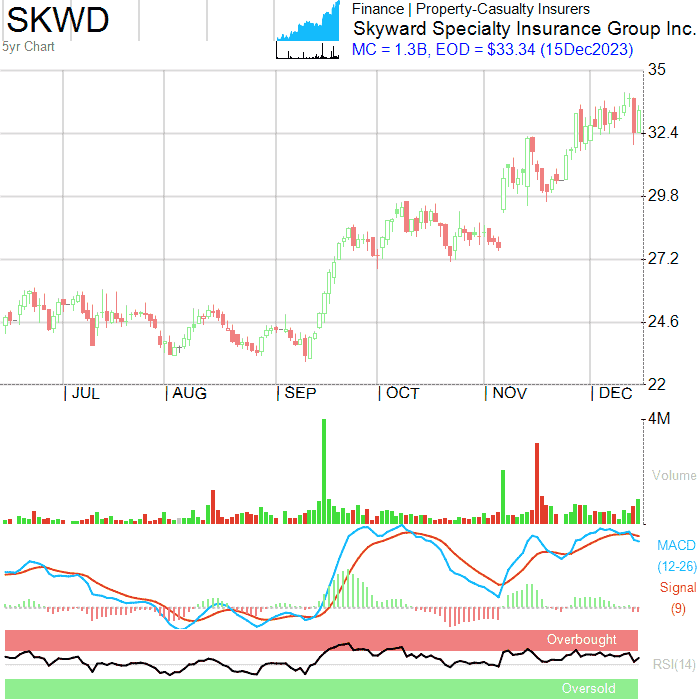 SKWD
5yr Chart
Finance | Property-Casualty Insurers
Skyward Specialty Insurance Group Inc.
MC = 1.3B, EOD = $33.34 (15Dec2023)
35
32.4
29.8
27.2
24.6
22
| JUL | AUG | SEP | OCT | NOV | DEC
4M
Volume
MACD
(12-26)
Signal
(9)
Overbought
RSI(14)
Oversold